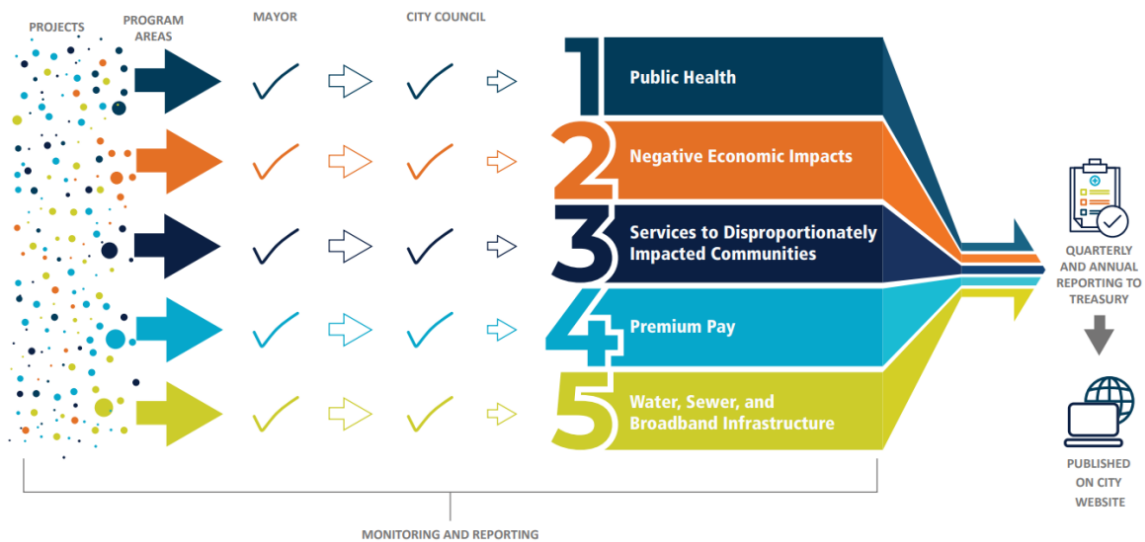 PROJECTS
PROGRAM
AREAS
MAYOR
CITY COUNCIL
1
Public Health
2
Negative Economic Impacts
3
Services to Disproportionately
Impacted Communities
4
Premium Pay
5
Water, Sewer, and
Broadband Infrastructure
QUARTERLY
AND ANNUAL
REPORTING TO
TREASURY
PUBLISHED
ON CITY
WEBSITE
MONITORING AND REPORTING